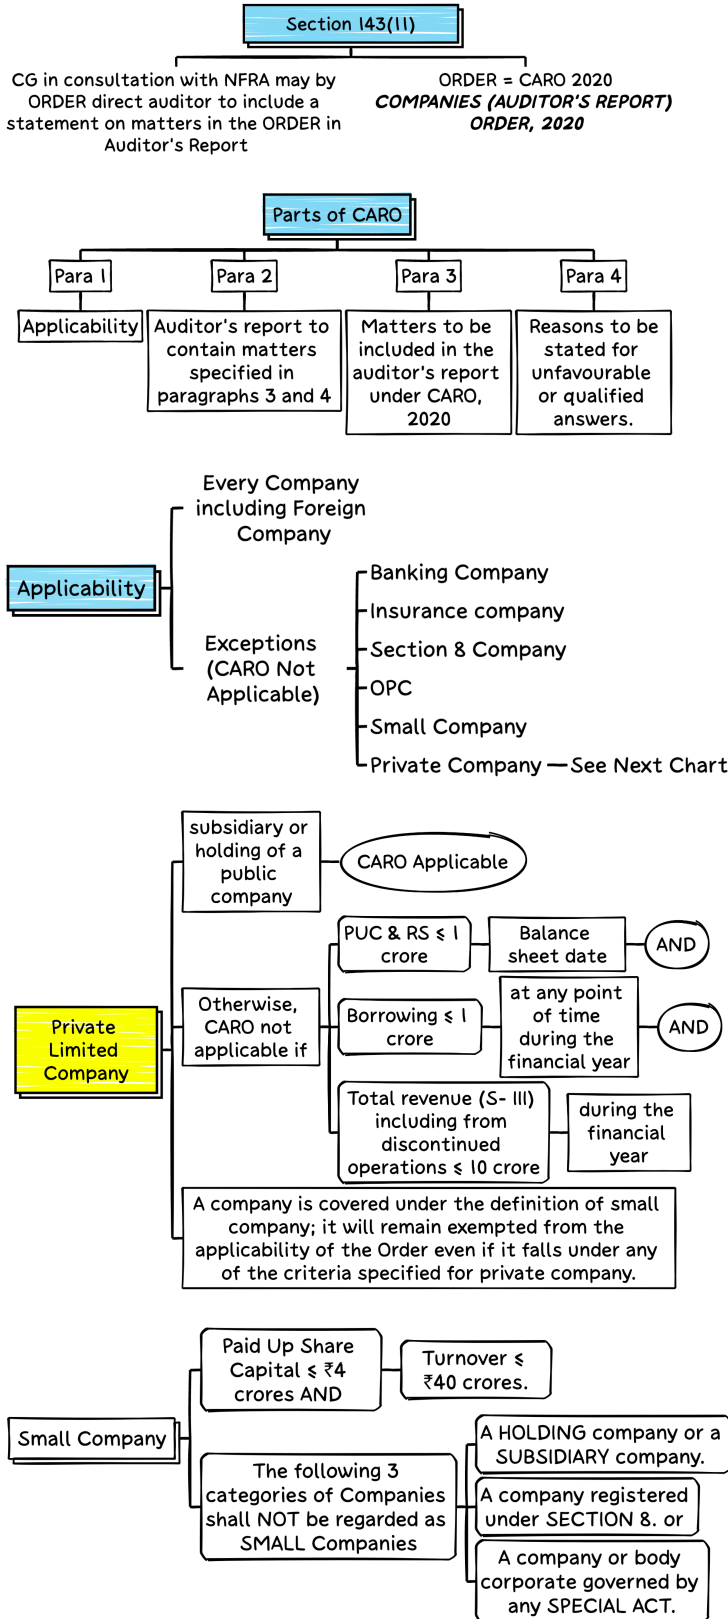 Section 143(11)
CG in consultation with NFRA may by
ORDER direct auditor to include a
statement on matters in the ORDER in
Auditor's Report
ORDER = CARO 2020
COMPANIES (AUDITOR'S REPORT)
ORDER, 2020
Parts of CARO
Para 1
Applicability
Para 2
Auditor's report to
contain matters
specified in
paragraphs 3 and 4
Para 3
Matters to be
included in the
auditor's report
under CARO,
2020
Para 4
Reasons to be
stated for
unfavourable
or qualified
answers.
Applicability
Every Company
including Foreign
Company
Exceptions
(CARO Not
Applicable)
Banking Company
Insurance company
Section 8 Company
OPC
Small Company
Private Company
See Next Chart
Private
Limited
Company
subsidiary or
holding of a
public
company
CARO Applicable
Otherwise,
CARO not
applicable if
PUC & RS ⩽ 1
crore
Balance
sheet date
AND
Borrowing ⩽ 1
crore
at any point
of time
during the
financial year
AND
Total revenue (S- III)
including from
discontinued
operations ⩽ 10 crore
during the
financial
year
A company is covered under the definition of small
company; it will remain exempted from the
applicability of the Order even if it falls under any
of the criteria specified for private company.
Small Company
Paid Up Share
Capital ⩽ ₹4
crores AND
Turnover ⩽
₹40 crores.
The following 3
categories of Companies
shall NOT be regarded as
SMALL Companies
A HOLDING company or a
SUBSIDIARY company.
A company registered
under SECTION 8. or
A company or body
corporate governed by
any SPECIAL ACT.